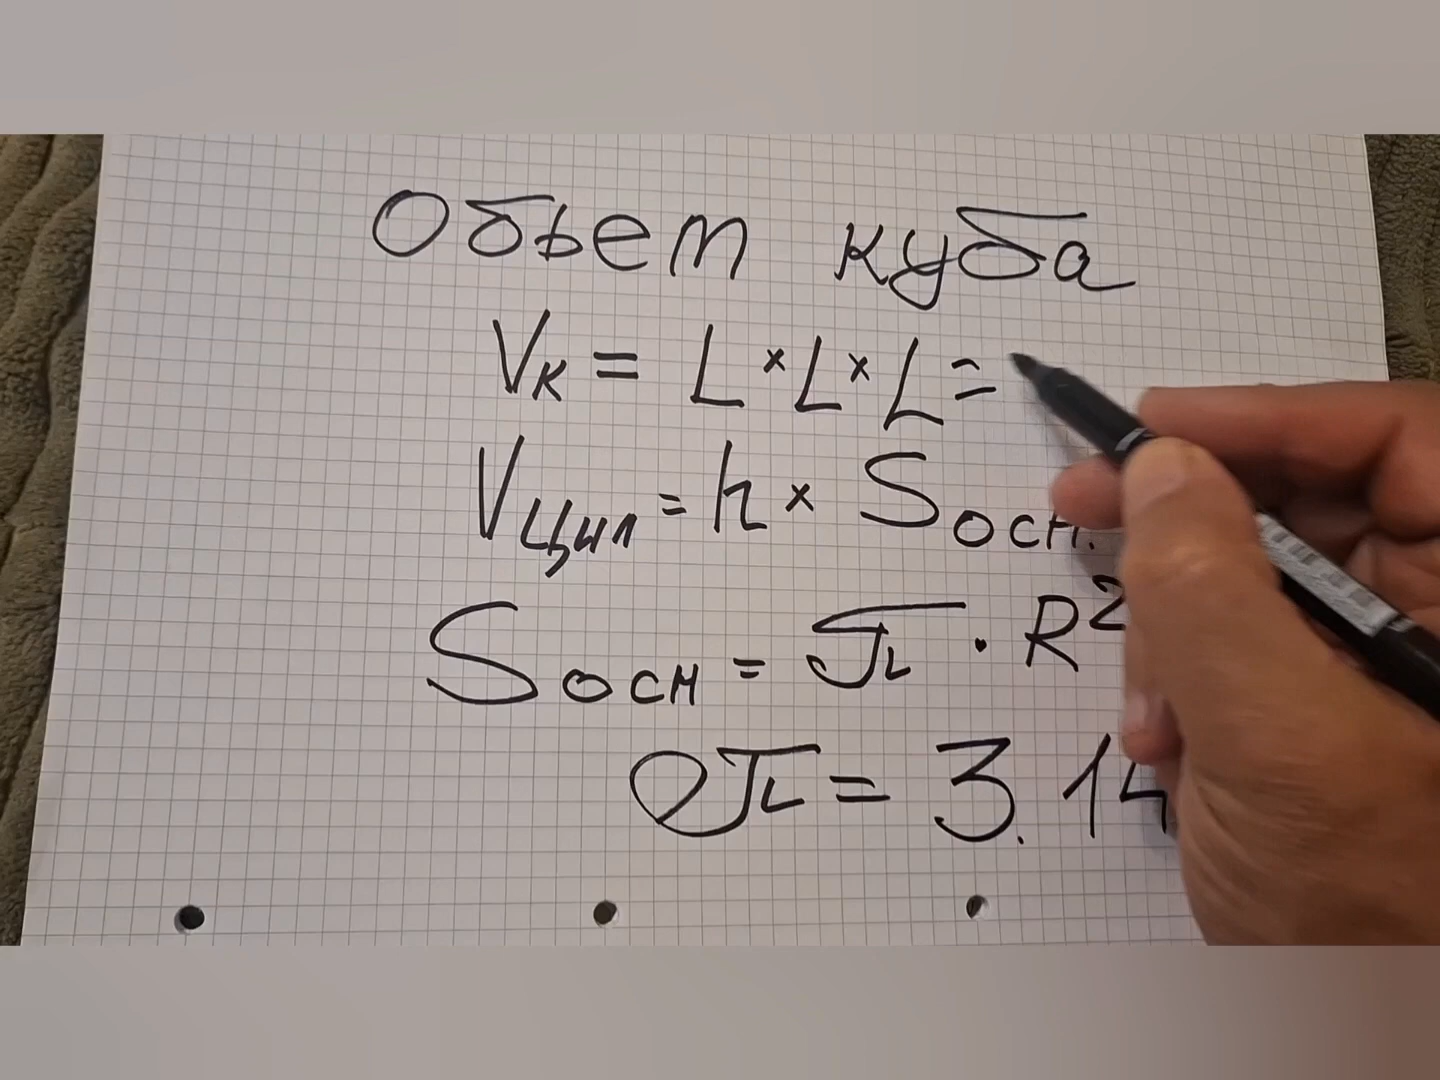 Объем куба
Vк = L × L × L =
Vцил = h × Sосн.
Sосн = π · R²
π = 3.14